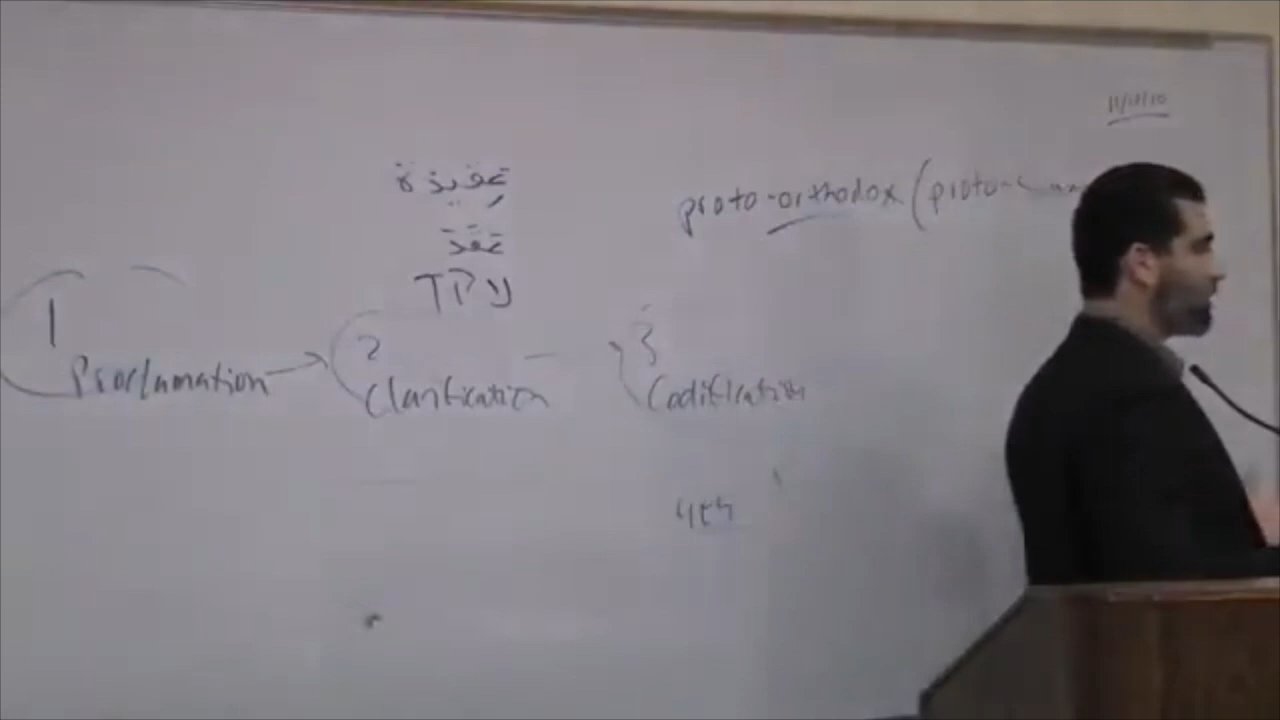 عقيدة
عقد
עקד
proto-orthodox (proto-
1
Proclamation
2
Clarification
3
Codification
4th